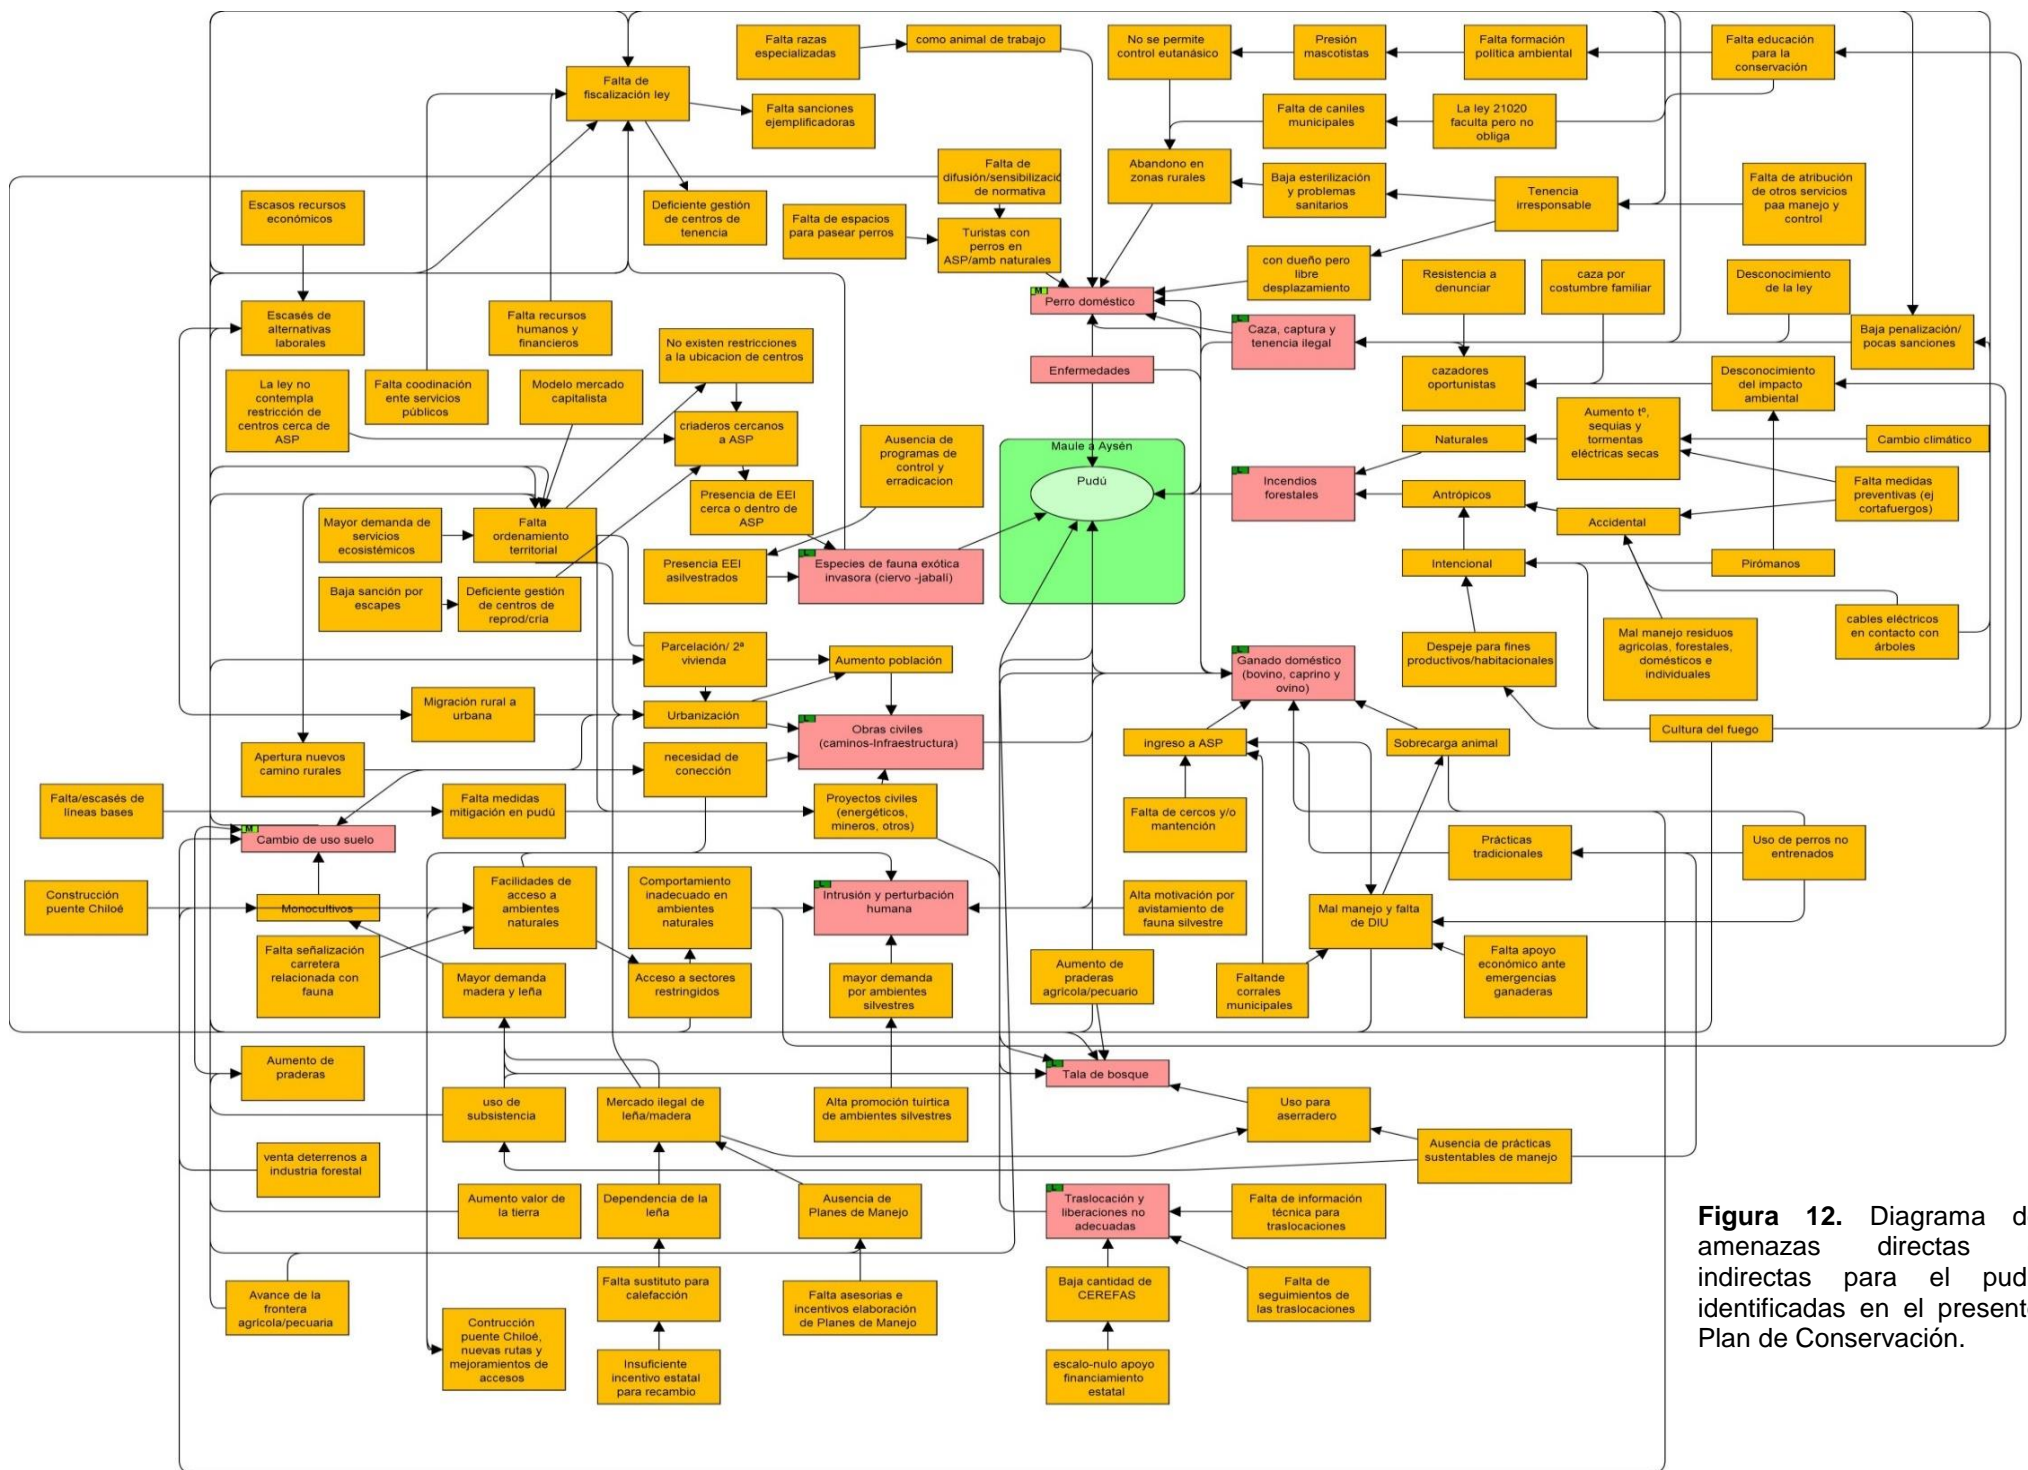 Falta razas
especializadas
como animal de trabajo
No se permite
control eutanásico
Presión
mascotistas
Falta formación
política ambiental
Falta educación
para la
conservación
Falta de
fiscalización ley
Falta sanciones
ejemplificadoras
Falta de caniles
municipales
La ley 21020
faculta pero no
obliga
Falta de
difusión/sensibilizació
de normativa
Abandono en
zonas rurales
Baja esterilización
y problemas
sanitarios
Tenencia
irresponsable
Falta de atribución
de otros servicios
paa manejo y
control
Escasos recursos
económicos
Deficiente gestión
de centros de
tenencia
Falta de espacios
para pasear perros
Turistas con
perros en
ASP/amb naturales
con dueño pero
libre
desplazamiento
Resistencia a
denunciar
caza por
costumbre familiar
Desconocimiento
de la ley
M
Perro doméstico
Escasés de
alternativas
laborales
Falta recursos
humanos y
financieros
No existen restricciones
a la ubicacion de centros
L
Caza, captura y
tenencia ilegal
Baja penalización/
pocas sanciones
Enfermedades
La ley no
contempla
restricción de
centros cerca de
ASP
Falta coodinación
ente servicios
públicos
Modelo mercado
capitalista
cazadores
oportunistas
Desconocimiento
del impacto
ambiental
criaderos cercanos
a ASP
Ausencia de
programas de
control y
erradicacion
Maule a Aysén
Pudú
Naturales
Aumento tº,
sequias y
tormentas
eléctricas secas
Cambio climático
Presencia de EEI
cerca o dentro de
ASP
L
Incendios
forestales
Antrópicos
Falta medidas
preventivas (ej
cortafuergos)
Mayor demanda de
servicios
ecosistémicos
Falta
ordenamiento
territorial
Accidental
Presencia EEI
asilvestrados
L
Especies de fauna exótica
invasora (ciervo -jabalí)
Intencional
Pirómanos
Baja sanción por
escapes
Deficiente gestión
de centros de
reprod/cría
Parcelación/ 2ª
vivienda
Aumento población
L
Ganado doméstico
(bovino, caprino y
ovino)
Despeje para fines
productivos/habitacionales
Mal manejo residuos
agrícolas, forestales,
domésticos e
individuales
cables eléctricos
en contacto con
árboles
Migración rural a
urbana
Urbanización
L
Obras civiles
(caminos-Infraestructura)
ingreso a ASP
Sobrecarga animal
Cultura del fuego
Apertura nuevos
camino rurales
necesidad de
conección
Falta/escasés de
líneas bases
Falta medidas
mitigación en pudú
Proyectos civiles
(energéticos,
mineros, otros)
Falta de cercos y/o
mantención
M
Cambio de uso suelo
Prácticas
tradicionales
Uso de perros no
entrenados
Construcción
puente Chiloé
Monocultivos
Facilidades de
acceso a
ambientes
naturales
Comportamiento
inadecuado en
ambientes
naturales
L
Intrusión y perturbación
humana
Alta motivación por
avistamiento de
fauna silvestre
Mal manejo y falta
de DIU
Falta señalización
carretera
relacionada con
fauna
Mayor demanda
madera y leña
Acceso a sectores
restringidos
mayor demanda
por ambientes
silvestres
Aumento de
praderas
agrícola/pecuario
Faltande
corrales
municipales
Falta apoyo
económico ante
emergencias
ganaderas
Aumento de
praderas
L
Tala de bosque
uso de
subsistencia
Mercado ilegal de
leña/madera
Alta promoción tuirtica
de ambientes silvestres
Uso para
aserradero
venta deterrenos a
industria forestal
Ausencia de prácticas
sustentables de manejo
Aumento valor de
la tierra
Dependencia de la
leña
Ausencia de
Planes de Manejo
L
Traslocación y
liberaciones no
adecuadas
Falta de información
técnica para
traslocaciones
Avance de la
frontera
agrícola/pecuaria
Falta sustituto para
calefacción
Falta asesorias e
incentivos elaboración
de Planes de Manejo
Baja cantidad de
CEREFAS
Falta de
seguimientos de
las traslocaciones
Contrucción
puente Chiloé,
nuevas rutas y
mejoramientos de
accesos
Insuficiente
incentivo estatal
para recambio
escalo-nulo apoyo
financiamiento
estatal
Figura 12. Diagrama d
amenazas directas
indirectas para el pud
identificadas en el present
Plan de Conservación.